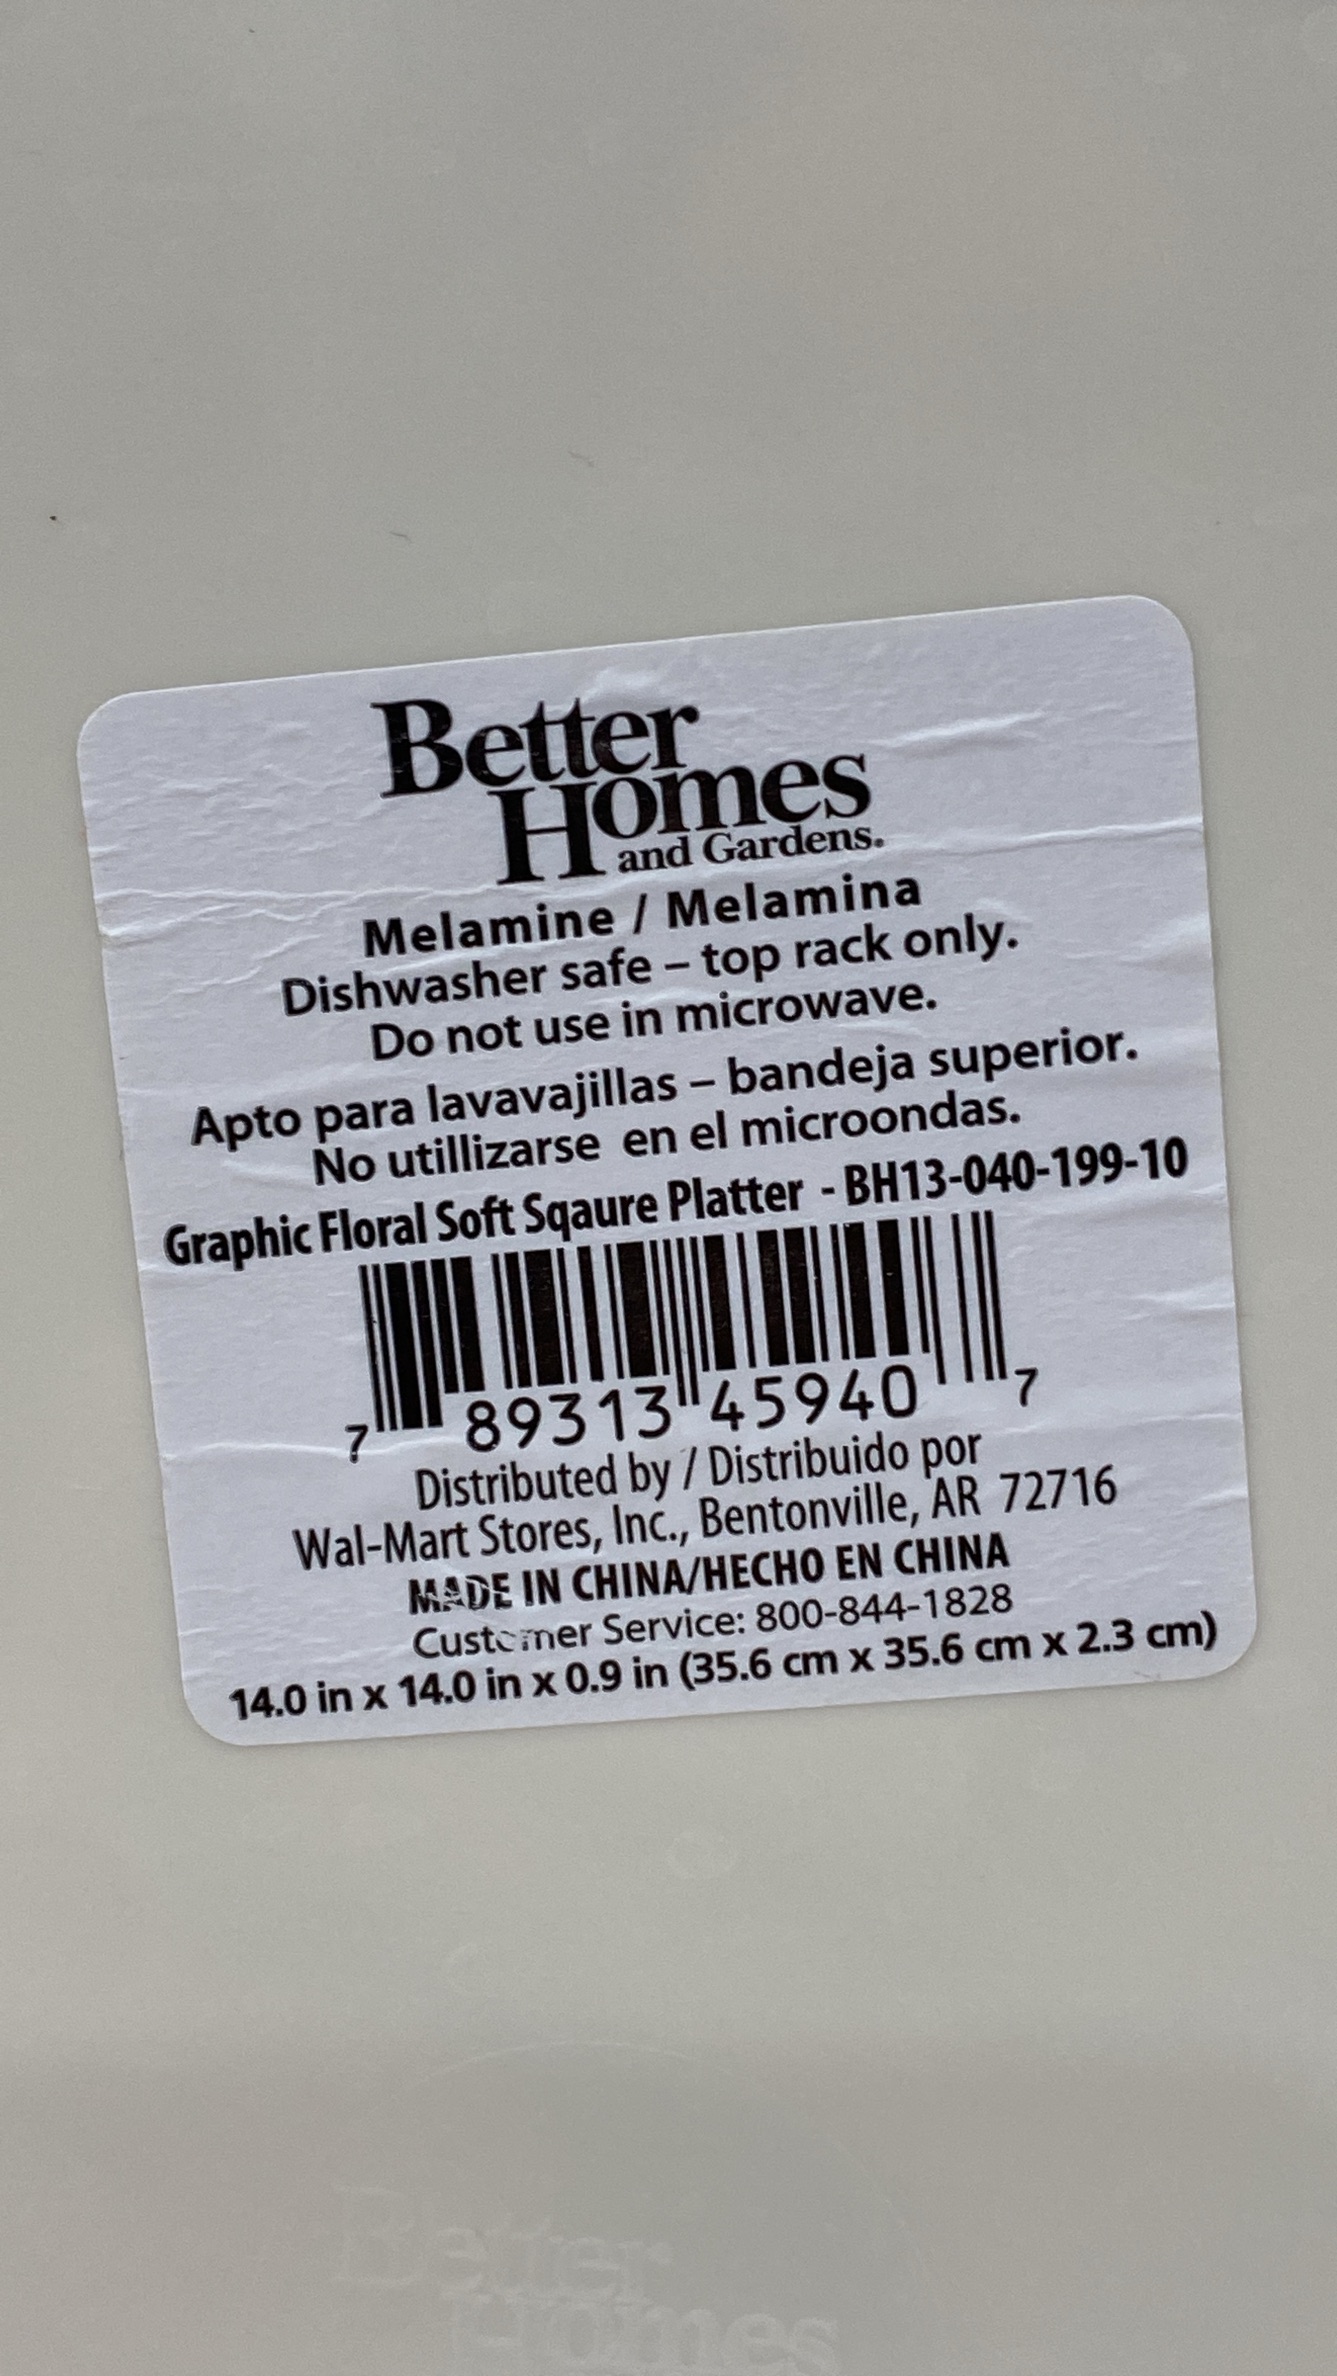 Better
Homes
and Gardens.
Melamine / Melamina
Dishwasher safe – top rack only.
Do not use in microwave.
Apto para lavavajillas – bandeja superior.
No utillizarse en el microondas.
Graphic Floral Soft Sqaure Platter - BH13-040-199-10
7 89313 45940 7
Distributed by / Distribuido por
Wal-Mart Stores, Inc., Bentonville, AR 72716
MADE IN CHINA/HECHO EN CHINA
Customer Service: 800-844-1828
14.0 in x 14.0 in x 0.9 in (35.6 cm x 35.6 cm x 2.3 cm)
Better
Homes